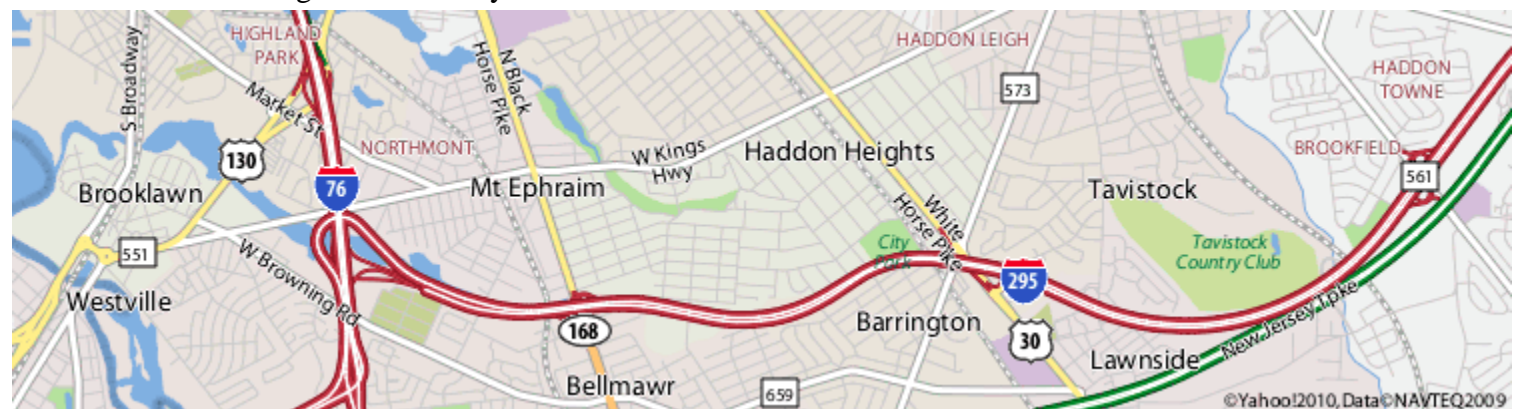 HIGHLAND
PARK
S Broadway
Market St
N Black
Horse Pike
HADDON LEIGH
573
HADDON
TOWNE
130
NORTHMONT
W Kings
Hwy
Haddon Heights
BROOKFIELD
561
Brooklawn
76
Mt Ephraim
Tavistock
White
Horse Pike
551
W Browning Rd
City
Park
Tavistock
Country Club
295
Westville
168
Barrington
30
New Jersey Tpke
Lawnside
Bellmawr
659
©Yahoo!2010, Data©NAVTEQ2009